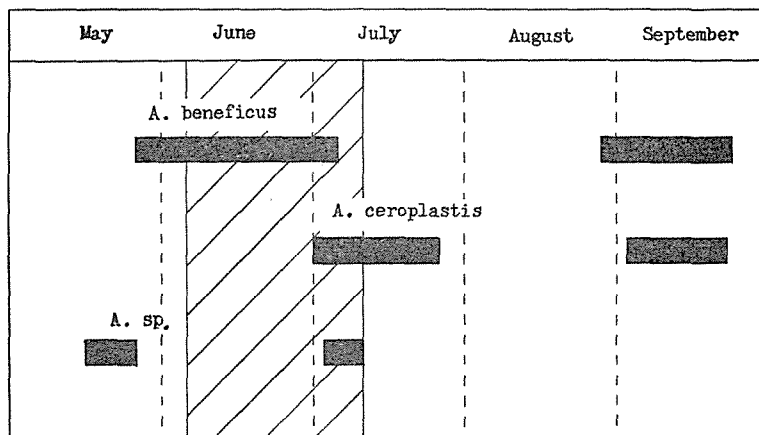 May June July August September
A. beneficus
A. ceroplastis
A. sp.